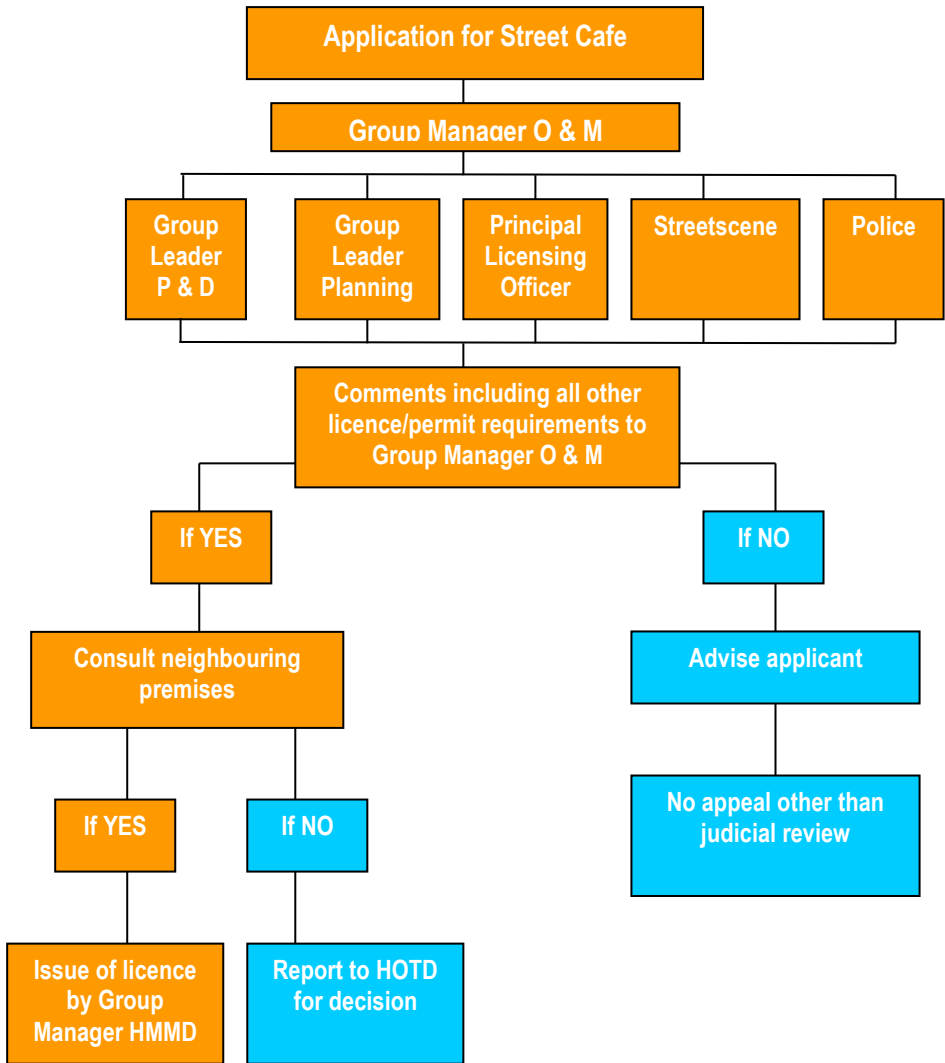 Application for Street Cafe
Group Manager O & M
Group
Leader
P & D
Group
Leader
Planning
Principal
Licensing
Officer
Streetscene
Police
Comments including all other
licence/permit requirements to
Group Manager O & M
If YES
If NO
Consult neighbouring
premises
Advise applicant
If YES
If NO
No appeal other than
judicial review
Issue of licence
by Group
Manager HMMD
Report to HOTD
for decision